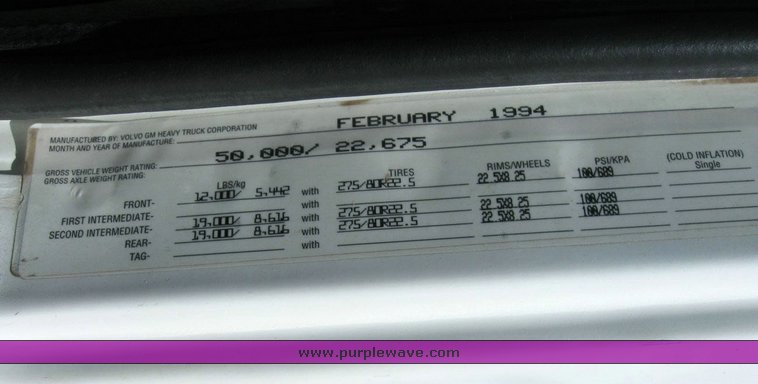 MANUFACTURED BY: VOLVO GM HEAVY TRUCK CORPORATION
MONTH AND YEAR OF MANUFACTURE: FEBRUARY 1994
GROSS VEHICLE WEIGHT RATING: 50,000/ 22,675
GROSS AXLE WEIGHT RATING:
LBS/kg TIRES RIMS/WHEELS PSI/KPA (COLD INFLATION)
Single
FRONT- 12,000/ 5,442 with 275/80R22.5 22.5X8.25 100/689
FIRST INTERMEDIATE- 19,000/ 8,616 with 275/80R22.5 22.5X8.25 100/689
SECOND INTERMEDIATE- 19,000/ 8,616 with 275/80R22.5 22.5X8.25 100/689
REAR- with
TAG- with
www.purplewave.com